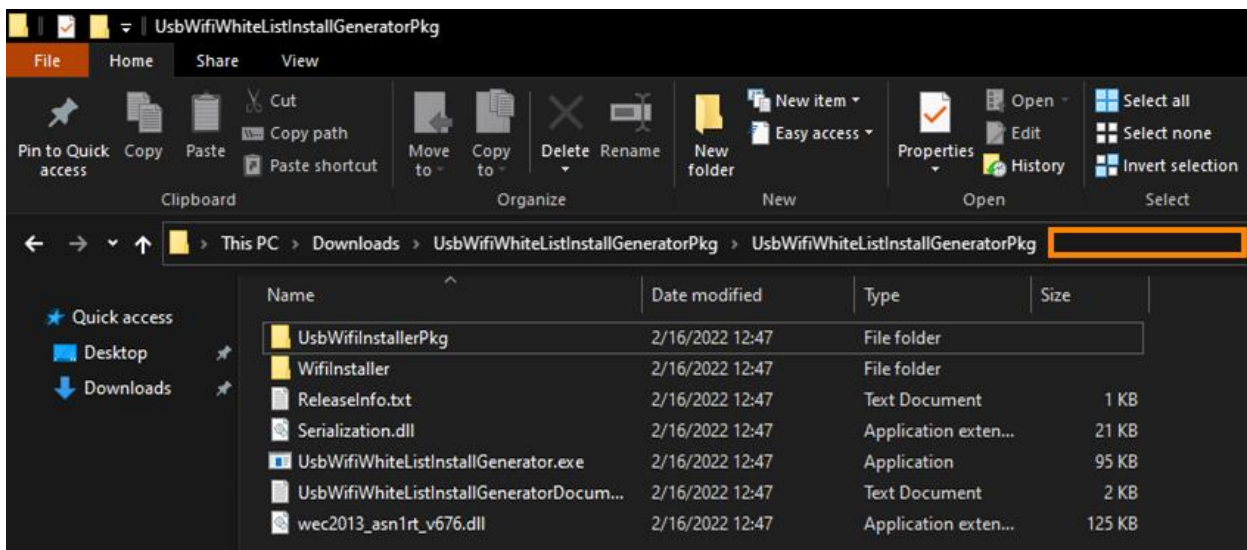 UsbWifiWhiteListInstallGeneratorPkg
File Home Share View
Pin to Quick access
Copy
Paste
Cut
Copy path
Paste shortcut
Move to
Copy to
Delete
Rename
New folder
New item
Easy access
Properties
Open
Edit
History
Select all
Select none
Invert selection
Clipboard Organize New Open Select
This PC > Downloads > UsbWifiWhiteListInstallGeneratorPkg > UsbWifiWhiteListInstallGeneratorPkg
Quick access
Desktop
Downloads
Name Date modified Type Size
UsbWifiInstallerPkg 2/16/2022 12:47 File folder
WifiInstaller 2/16/2022 12:47 File folder
ReleaseInfo.txt 2/16/2022 12:47 Text Document 1 KB
Serialization.dll 2/16/2022 12:47 Application exten... 21 KB
UsbWifiWhiteListInstallGenerator.exe 2/16/2022 12:47 Application 95 KB
UsbWifiWhiteListInstallGeneratorDocum... 2/16/2022 12:47 Text Document 2 KB
wec2013_asn1rt_v676.dll 2/16/2022 12:47 Application exten... 125 KB